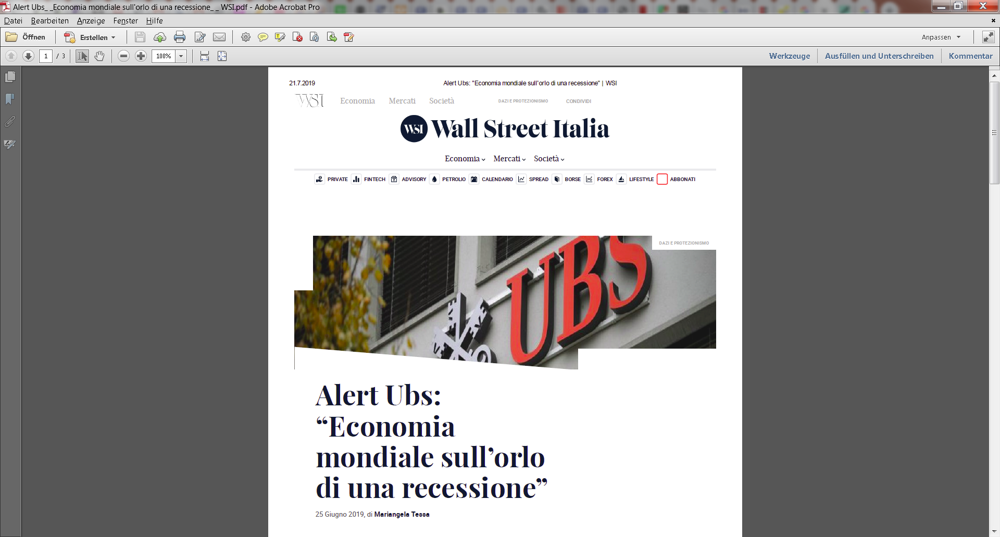 Alert Ubs_ _Economia mondiale sull'orlo di una recessione_ _ WSI.pdf - Adobe Acrobat Pro
Datei Bearbeiten Anzeige Fenster Hilfe
Öffnen Erstellen Anpassen
1 / 3 100% Werkzeuge Ausfüllen und Unterschreiben Kommentar
21.7.2019 Alert Ubs: "Economia mondiale sull'orlo di una recessione" | WSI
WSI Economia Mercati Società DAZI E PROTEZIONISMO CONDIVIDI
WSI Wall Street Italia
Economia Mercati Società
PRIVATE FINTECH ADVISORY PETROLIO CALENDARIO SPREAD BORSE FOREX LIFESTYLE ABBONATI
DAZI E PROTEZIONISMO
UBS
Alert Ubs:
“Economia
mondiale sull’orlo
di una recessione”
25 Giugno 2019, di Mariangela Tessa